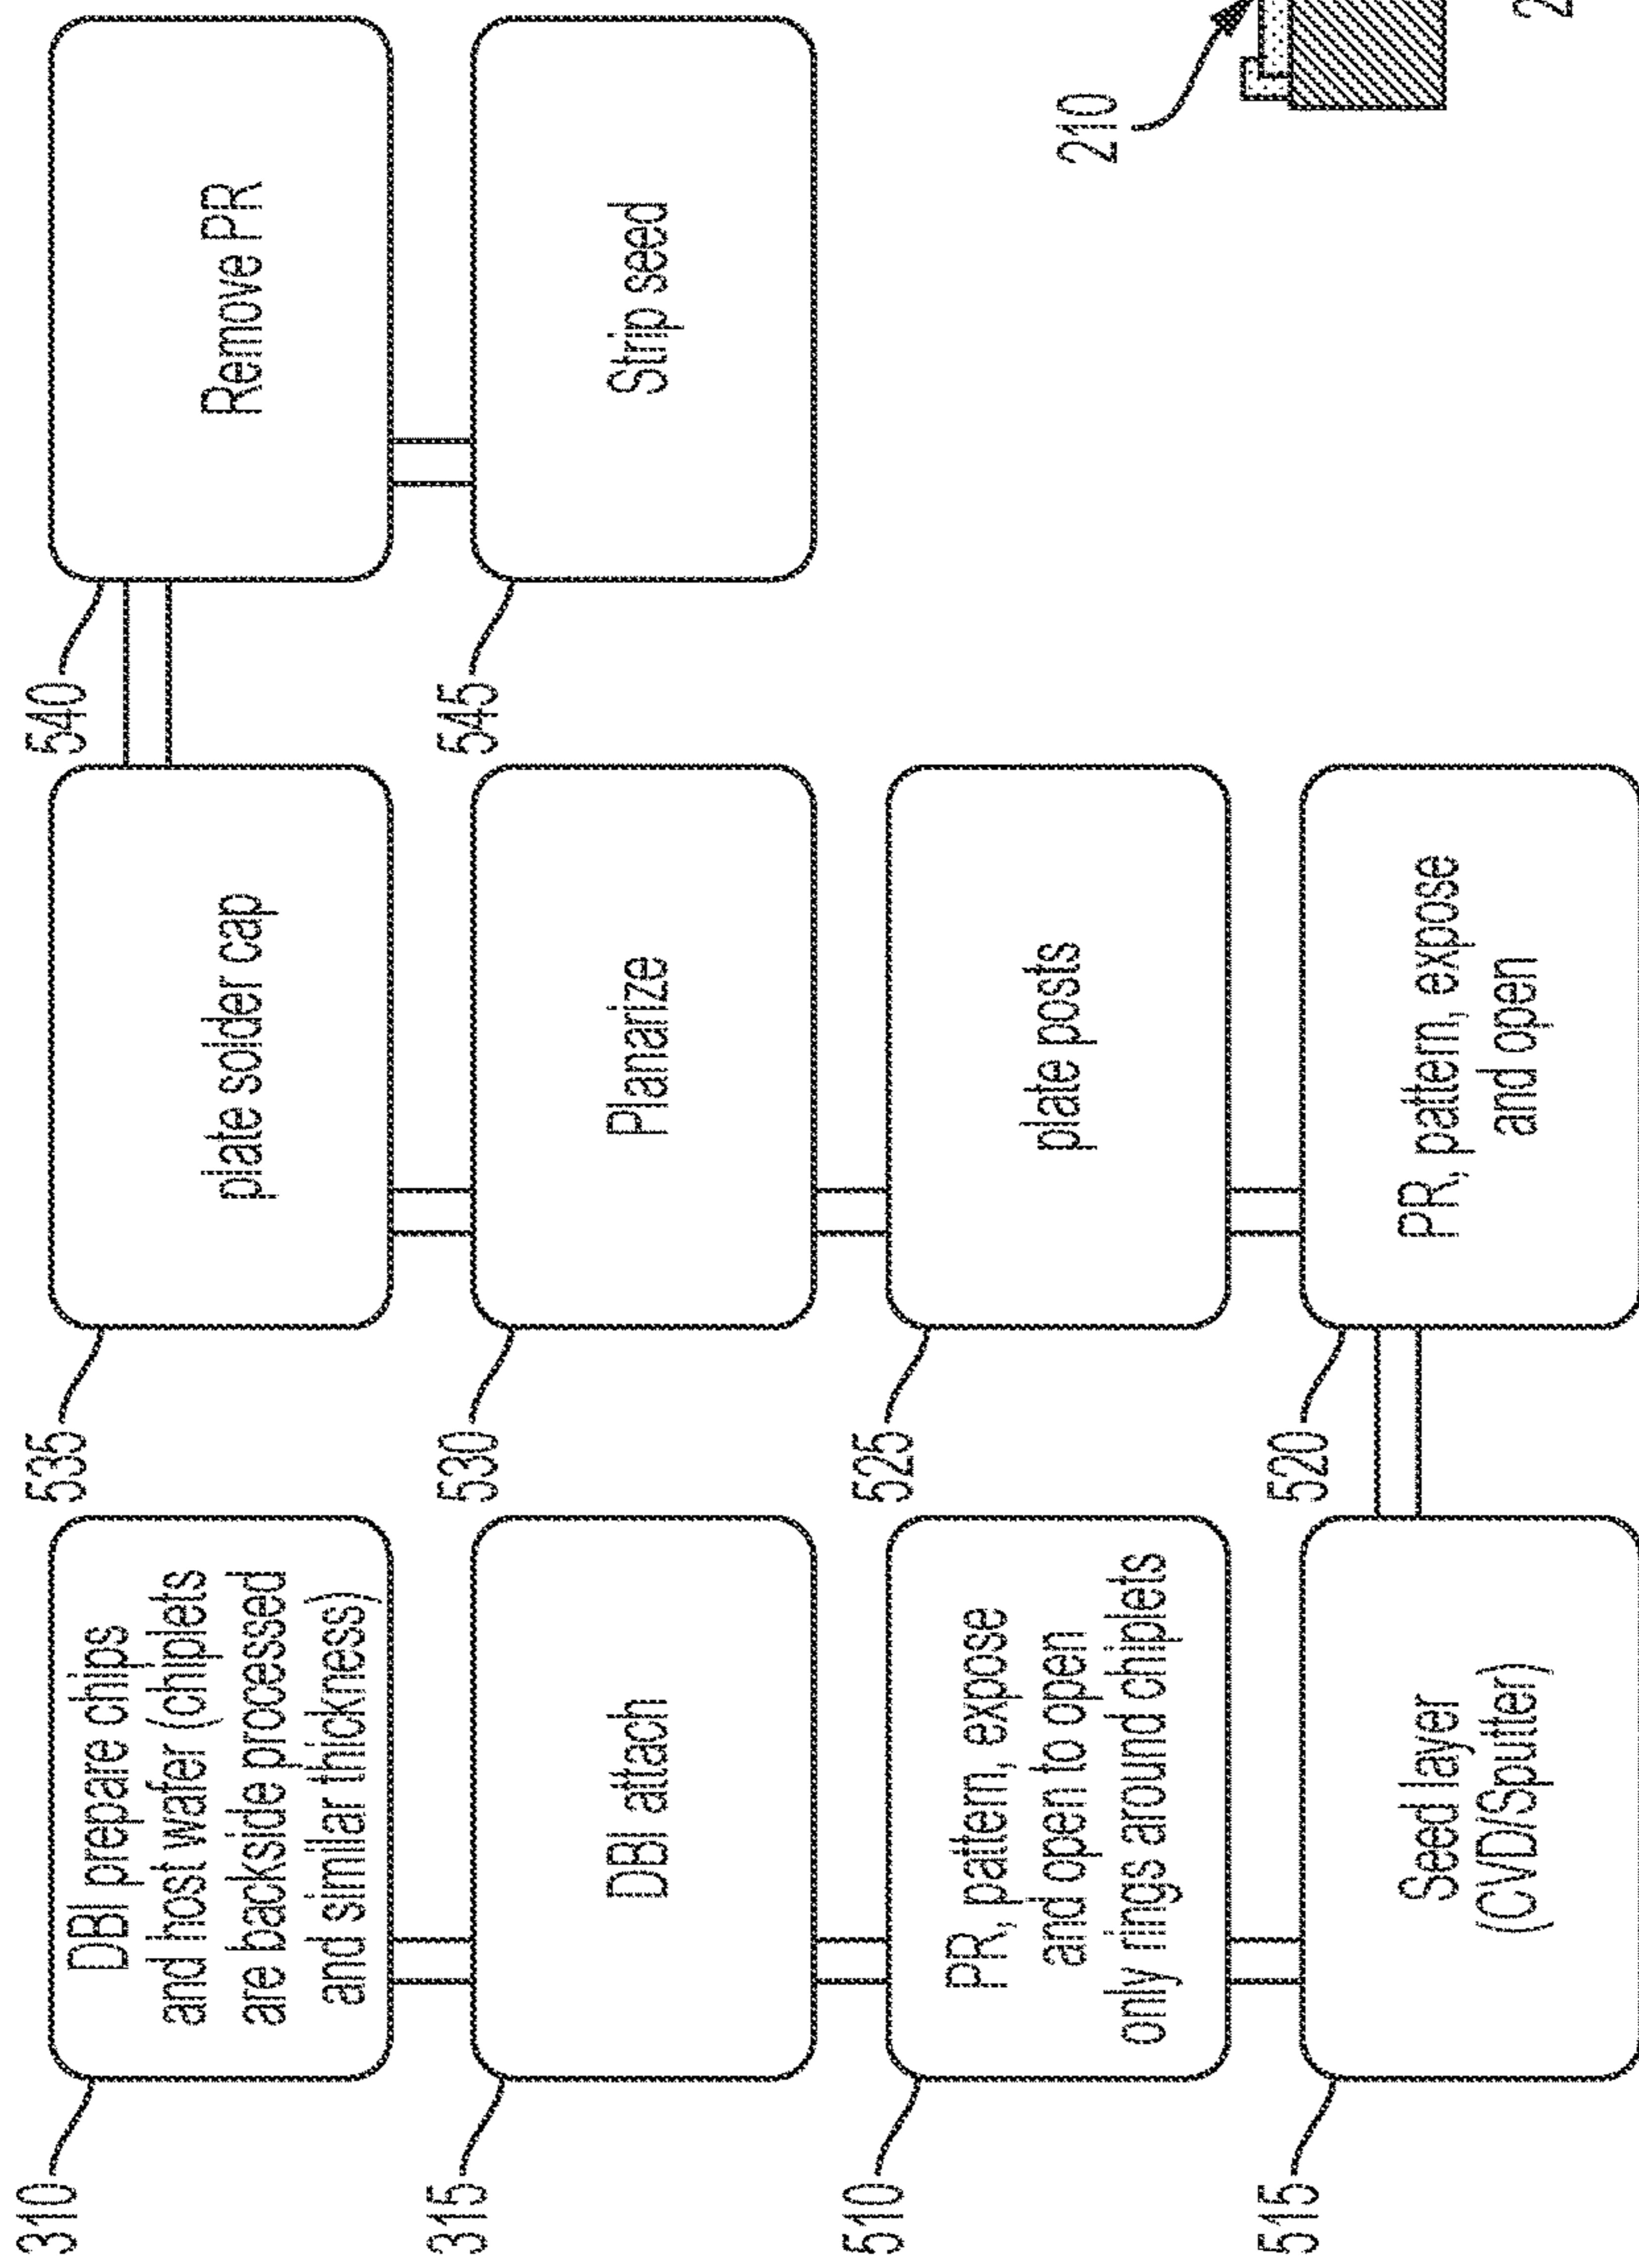 310
DBI prepare chips
and host wafer (chiplets
are backside processed
and similar thickness)
315
DBI attach
510
PR, pattern, expose
and open to open
only rings around chiplets
515
Seed layer
(CVD/Sputter)
520
PR, pattern, expose
and open
525
plate posts
530
Planarize
535
plate solder cap
540
Remove PR
545
Strip seed
210